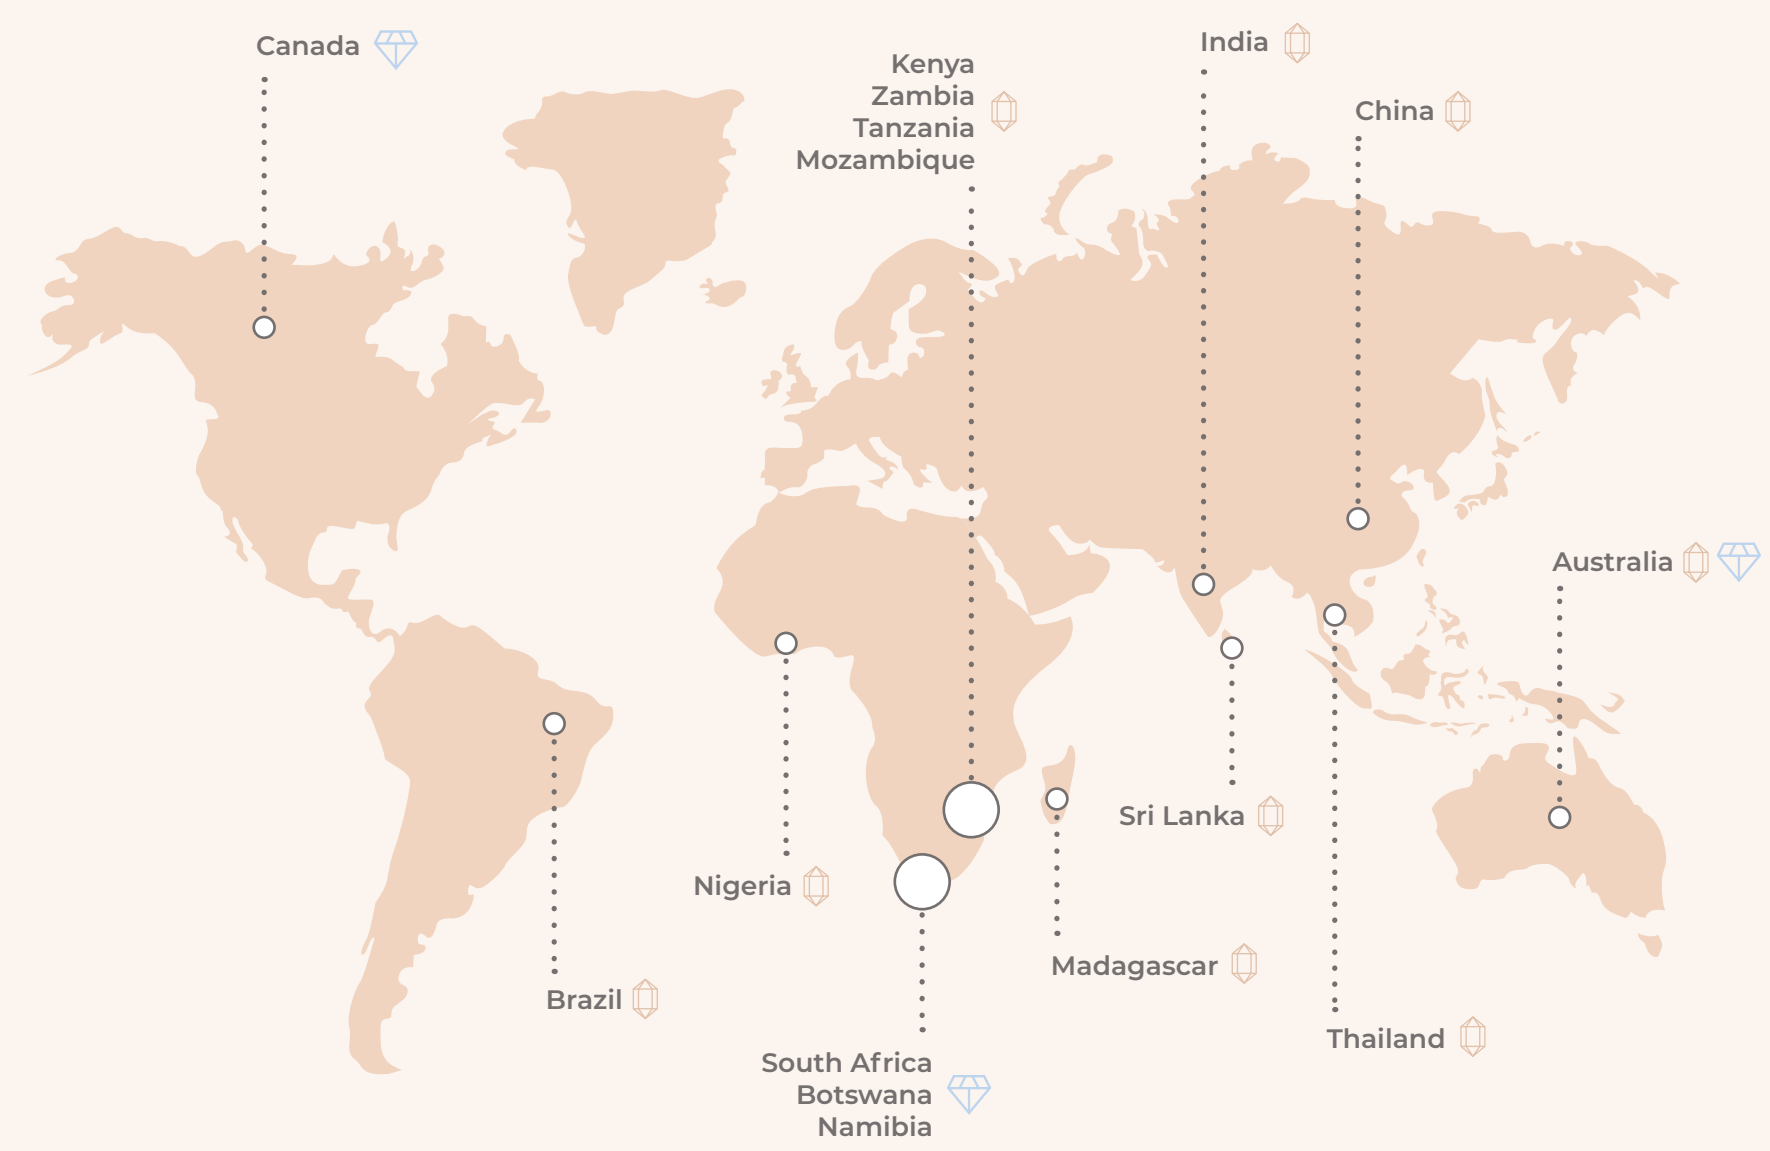 Canada
Kenya
Zambia
Tanzania
Mozambique
India
China
Australia
Sri Lanka
Nigeria
Madagascar
Brazil
Thailand
South Africa
Botswana
Namibia